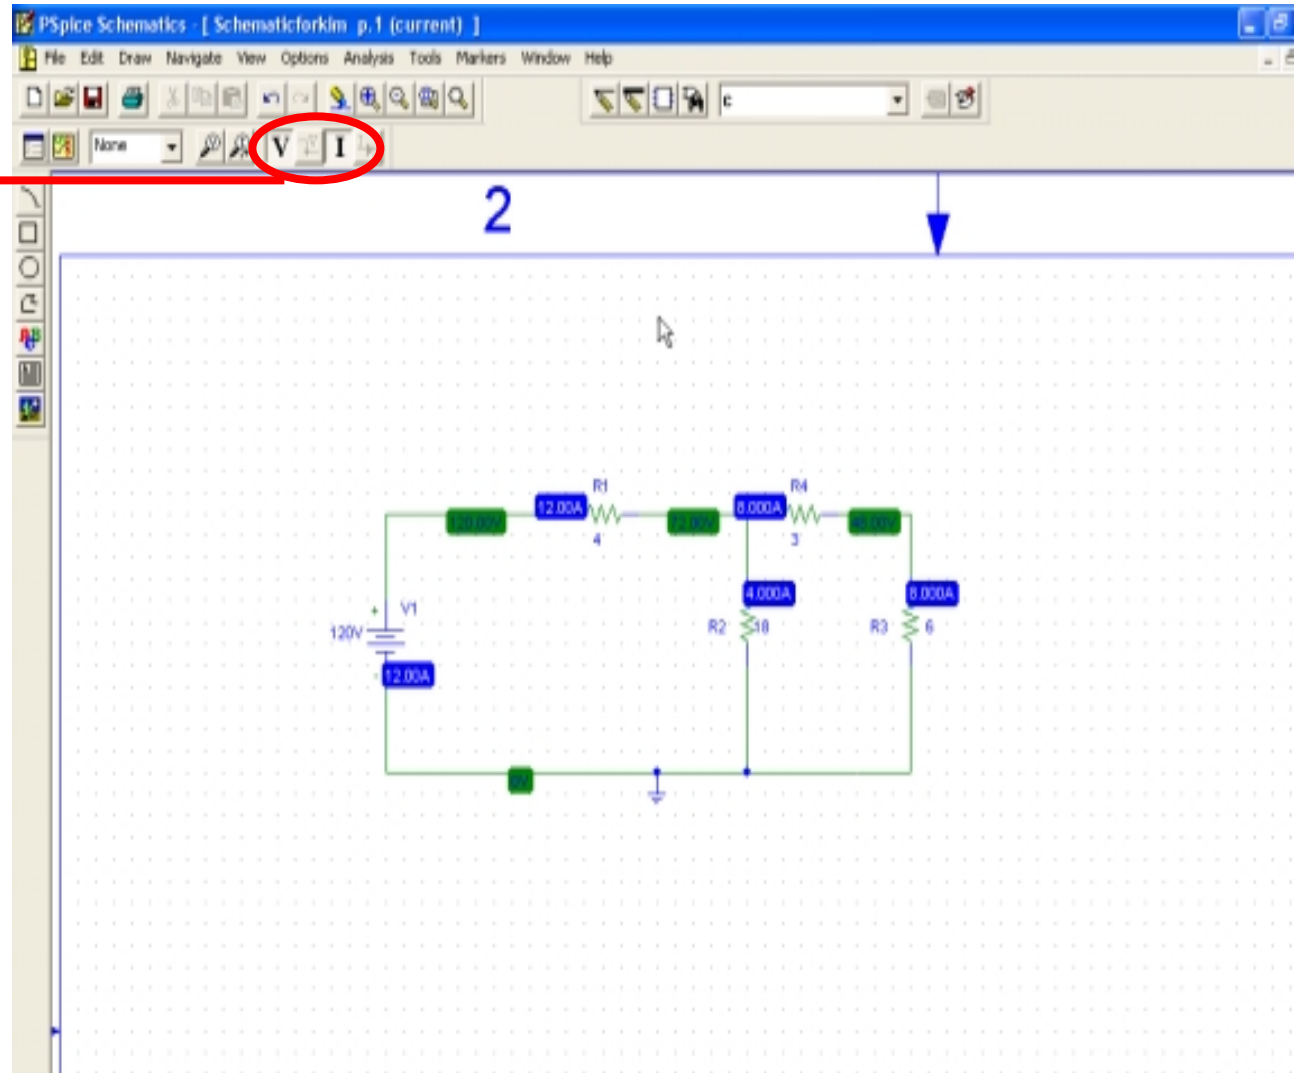 PSpice Schematics - [ Schematicforkim p.1 (current) ]
File Edit Draw Navigate View Options Analysis Tools Markers Window Help
c
None V I
2
R1 R4
120.00V 12.00A 72.00V 8.000A 48.00V
4 3
4.000A 8.000A
+ V1
120V R2 18 R3 6
- 12.00A
0V